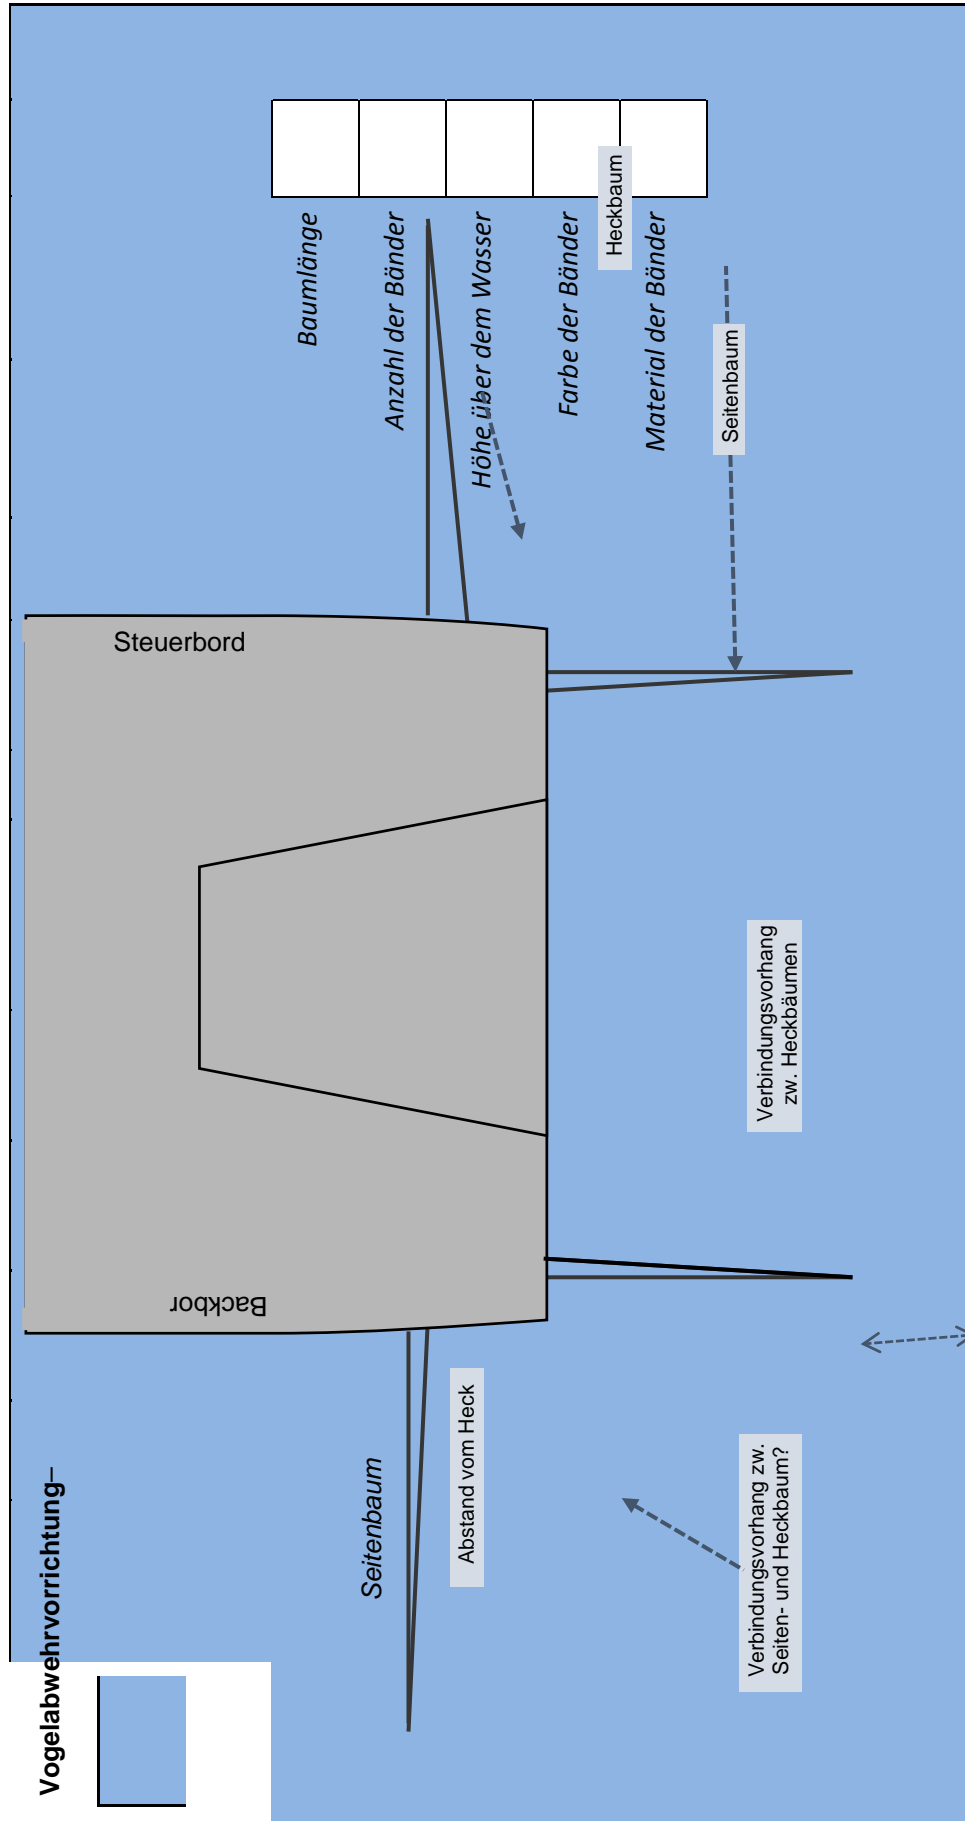 Vogelabwehrvorrichtung–
Baumlänge
Anzahl der Bänder
Höhe über dem Wasser
Farbe der Bänder
Material der Bänder
Heckbaum
Seitenbaum
Steuerbord
Backbor
Seitenbaum
Abstand vom Heck
Verbindungsvorhang
zw. Heckbäumen
Verbindungsvorhang zw.
Seiten- und Heckbaum?